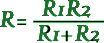 R = R1R2 / R1 + R2